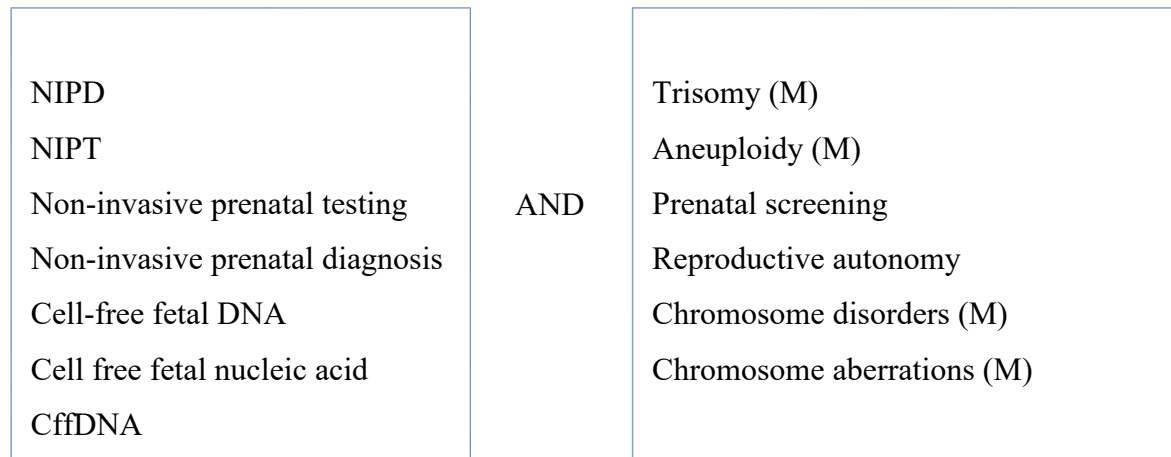 NIPD
NIPT
Non-invasive prenatal testing
Non-invasive prenatal diagnosis
Cell-free fetal DNA
Cell free fetal nucleic acid
CffDNA
AND
Trisomy (M)
Aneuploidy (M)
Prenatal screening
Reproductive autonomy
Chromosome disorders (M)
Chromosome aberrations (M)